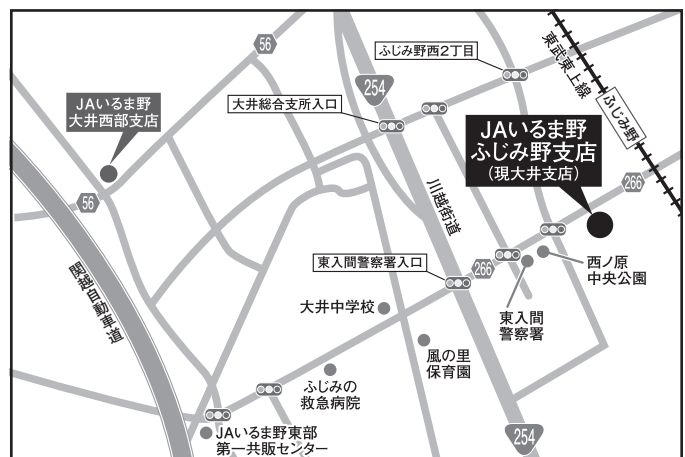 56
ふじみ野西2丁目
東武東上線
254
JAいるま野
大井西部支店
大井総合支所入口
ふじみ野
JAいるま野
ふじみ野支店
(現大井支店)
266
56
川越街道
東入間警察署入口
266
西ノ原
中央公園
関越自動車道
大井中学校
東入間
警察署
風の里
保育園
ふじみの
救急病院
JAいるま野東部
第一共販センター
254